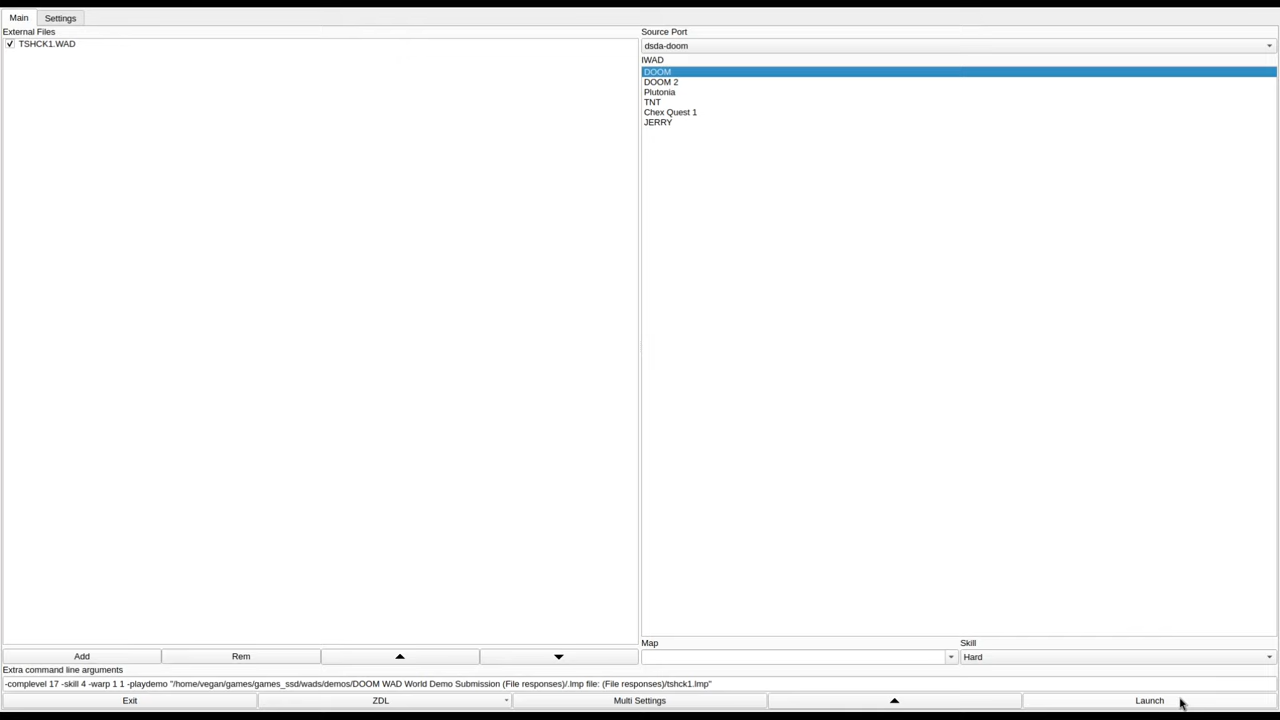 Main
Settings
External Files
TSHCK1.WAD
Source Port
dsda-doom
IWAD
DOOM
DOOM 2
Plutonia
TNT
Chex Quest 1
JERRY
Add
Rem
Map
Skill
Hard
Extra command line arguments
-complevel 17 -skill 4 -warp 1 1 -playdemo "/home/vegan/games/games_ssd/wads/demos/DOOM WAD World Demo Submission (File responses)/.lmp file: (File responses)/tshck1.lmp"
Exit
ZDL
Multi Settings
Launch